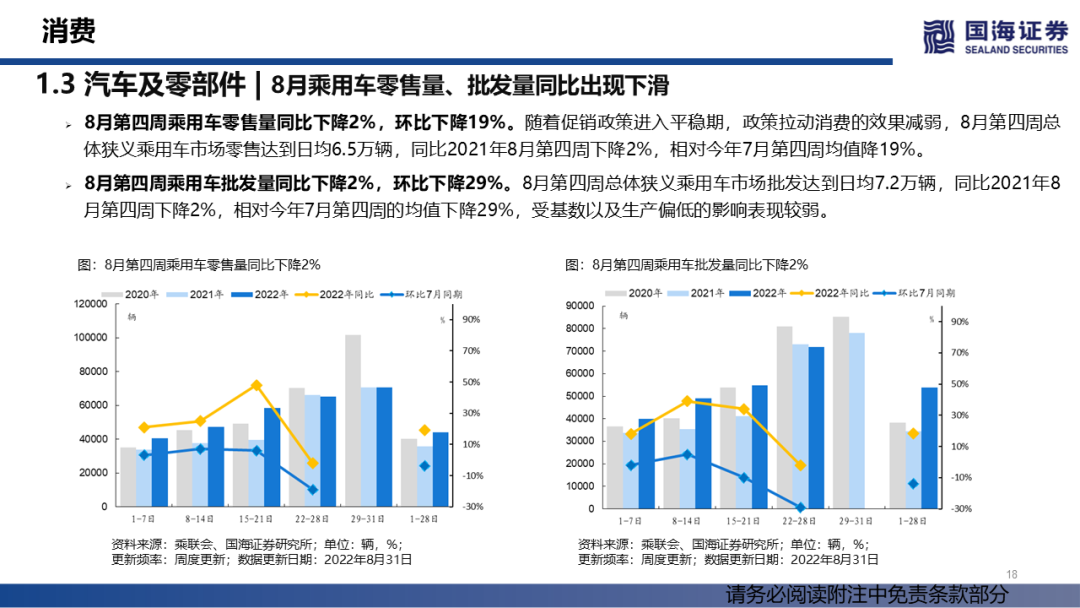 消费
国海证券
SEALAND SECURITIES
1.3 汽车及零部件 | 8月乘用车零售量、批发量同比出现下滑
➢ 8月第四周乘用车零售量同比下降2%，环比下降19%。随着促销政策进入平稳期，政策拉动消费的效果减弱，8月第四周总
体狭义乘用车市场零售达到日均6.5万辆，同比2021年8月第四周下降2%，相对今年7月第四周均值降19%。
➢ 8月第四周乘用车批发量同比下降2%，环比下降29%。8月第四周总体狭义乘用车市场批发达到日均7.2万辆，同比2021年8
月第四周下降2%，相对今年7月第四周的均值下降29%，受基数以及生产偏低的影响表现较弱。
图：8月第四周乘用车零售量同比下降2%
2020年 2021年 2022年 2022年同比 环比7月同期
辆
%
120000
100000
80000
60000
40000
20000
0
90%
70%
50%
30%
10%
-10%
-30%
1-7日 8-14日 15-21日 22-28日 29-31日 1-28日
资料来源：乘联会、国海证券研究所；单位：辆，%；
更新频率：周度更新；数据更新日期：2022年8月31日
图：8月第四周乘用车批发量同比下降2%
2020年 2021年 2022年 2022年同比 环比7月同期
辆
%
90000
80000
70000
60000
50000
40000
30000
20000
10000
0
90%
70%
50%
30%
10%
-10%
-30%
1-7日 8-14日 15-21日 22-28日 29-31日 1-28日
资料来源：乘联会、国海证券研究所；单位：辆，%；
更新频率：周度更新；数据更新日期：2022年8月31日
18
请务必阅读附注中免责条款部分